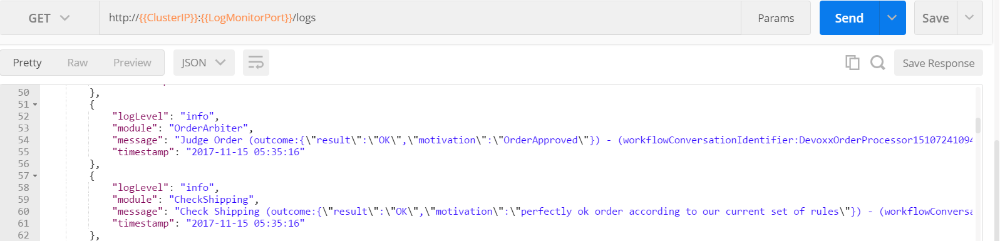 GET http://{{ClusterIP}}:{{LogMonitorPort}}/logs Params Send Save
Pretty Raw Preview JSON Save Response
50 },
51 {
52 "logLevel": "info",
53 "module": "OrderArbiter",
54 "message": "Judge Order (outcome:{\"result\":\"OK\",\"motivation\":\"OrderApproved\"}) - (workflowConversationIdentifier:DevoxxOrderProcessor15107241094
55 "timestamp": "2017-11-15 05:35:16"
56 },
57 {
58 "logLevel": "info",
59 "module": "CheckShipping",
60 "message": "Check Shipping (outcome:{\"result\":\"OK\",\"motivation\":\"perfectly ok order according to our current set of rules\"}) - (workflowConversa
61 "timestamp": "2017-11-15 05:35:16"
62 },